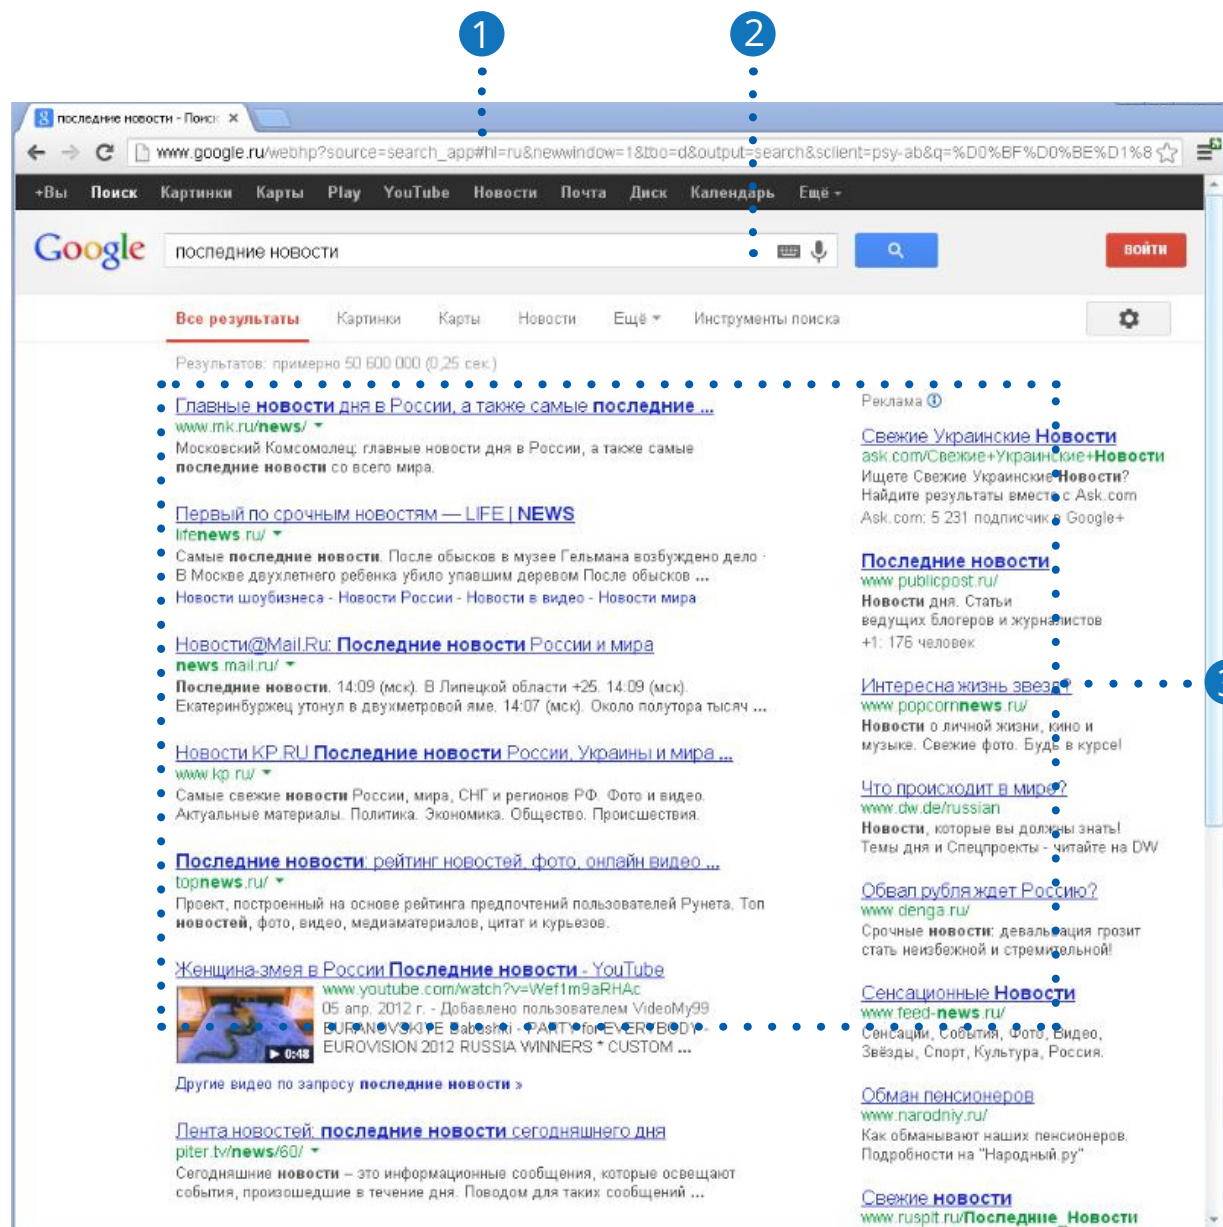 1
2
последние новости - Поиск
www.google.ru/webhp?source=search_app#hl=ru&newwindow=1&tbo=d&output=search&sclient=psy-ab&q=%D0%BF%D0%BE%D1%8
+Вы Поиск Картинки Карты Play YouTube Новости Почта Диск Календарь Ещё
Google
последние новости
ВОЙТИ
Все результаты Картинки Карты Новости Ещё Инструменты поиска
Результатов: примерно 50 600 000 (0,25 сек.)
Главные новости дня в России, а также самые последние ...
www.mk.ru/news/
Московский Комсомолец: главные новости дня в России, а также самые
последние новости со всего мира.
Первый по срочным новостям — LIFE | NEWS
lifenews.ru/
Самые последние новости. После обысков в музее Гельмана возбуждено дело ·
В Москве двухлетнего ребенка убило упавшим деревом После обысков ...
Новости шоубизнеса - Новости России - Новости в видео - Новости мира
Новости@Mail.Ru: Последние новости России и мира
news.mail.ru/
Последние новости. 14:09 (мск). В Липецкой области +25. 14:09 (мск).
Екатеринбуржец утонул в двухметровой яме. 14:07 (мск). Около полутора тысяч ...
Новости KP.RU Последние новости России, Украины и мира ...
www.kp.ru/
Самые свежие новости России, мира, СНГ и регионов РФ. Фото и видео.
Актуальные материалы. Политика. Экономика. Общество. Происшествия.
Последние новости: рейтинг новостей, фото, онлайн видео ...
topnews.ru/
Проект, построенный на основе рейтинга предпочтений пользователей Рунета. Топ
новостей, фото, видео, медиаматериалов, цитат и курьезов.
Женщина-змея в России Последние новости - YouTube
www.youtube.com/watch?v=Wef1m9aRHAc
05 апр. 2012 г. - Добавлено пользователем VideoMy99
BURANOVSKIYE Babushki - PARTY for EVERYBODY -
EUROVISION 2012 RUSSIA WINNERS * CUSTOM ...
0:48
Другие видео по запросу последние новости »
Лента новостей: последние новости сегодняшнего дня
piter.tv/news/60/
Сегодняшние новости – это информационные сообщения, которые освещают
события, произошедшие в течение дня. Поводом для таких сообщений ...
Реклама
Свежие Украинские Новости
ask.com/Свежие+Украинские+Новости
Ищете Свежие Украинские Новости?
Найдите результаты вместе с Ask.com
Ask.com: 5 231 подписчик в Google+
Последние новости
www.publicpost.ru/
Новости дня. Статьи
ведущих блогеров и журналистов
+1: 176 человек
Интересна жизнь звезд?
www.popcornnews.ru/
Новости о личной жизни, кино и
музыке. Свежие фото. Будь в курсе!
Что происходит в мире?
www.dw.de/russian
Новости, которые вы должны знать!
Темы дня и Спецпроекты - читайте на DW
Обвал рубля ждет Россию?
www.denga.ru/
Срочные новости: девальвация грозит
стать неизбежной и стремительной!
Сенсационные Новости
www.feed-news.ru/
Сенсации, События, Фото, Видео,
Звёзды, Спорт, Культура, Россия.
Обман пенсионеров
www.narodniy.ru/
Как обманывают наших пенсионеров.
Подробности на "Народный.ру"
Свежие новости
www.ruspit.ru/Последние_Новости